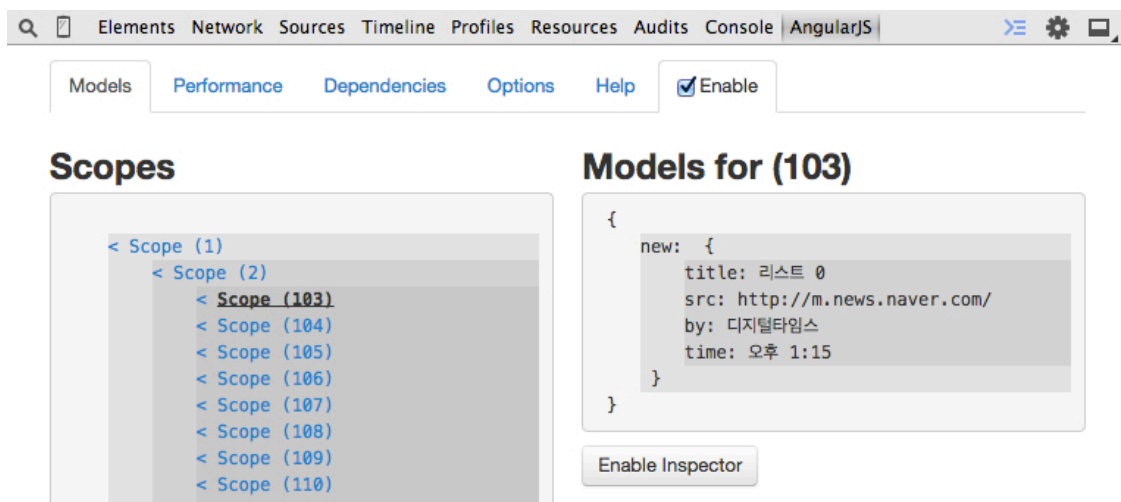 Elements Network Sources Timeline Profiles Resources Audits Console AngularJS
Models Performance Dependencies Options Help Enable
Scopes
< Scope (1)
< Scope (2)
< Scope (103)
< Scope (104)
< Scope (105)
< Scope (106)
< Scope (107)
< Scope (108)
< Scope (109)
< Scope (110)
Models for (103)
{
new: {
title: 리스트 0
src: http://m.news.naver.com/
by: 디지털타임스
time: 오후 1:15
}
}
Enable Inspector